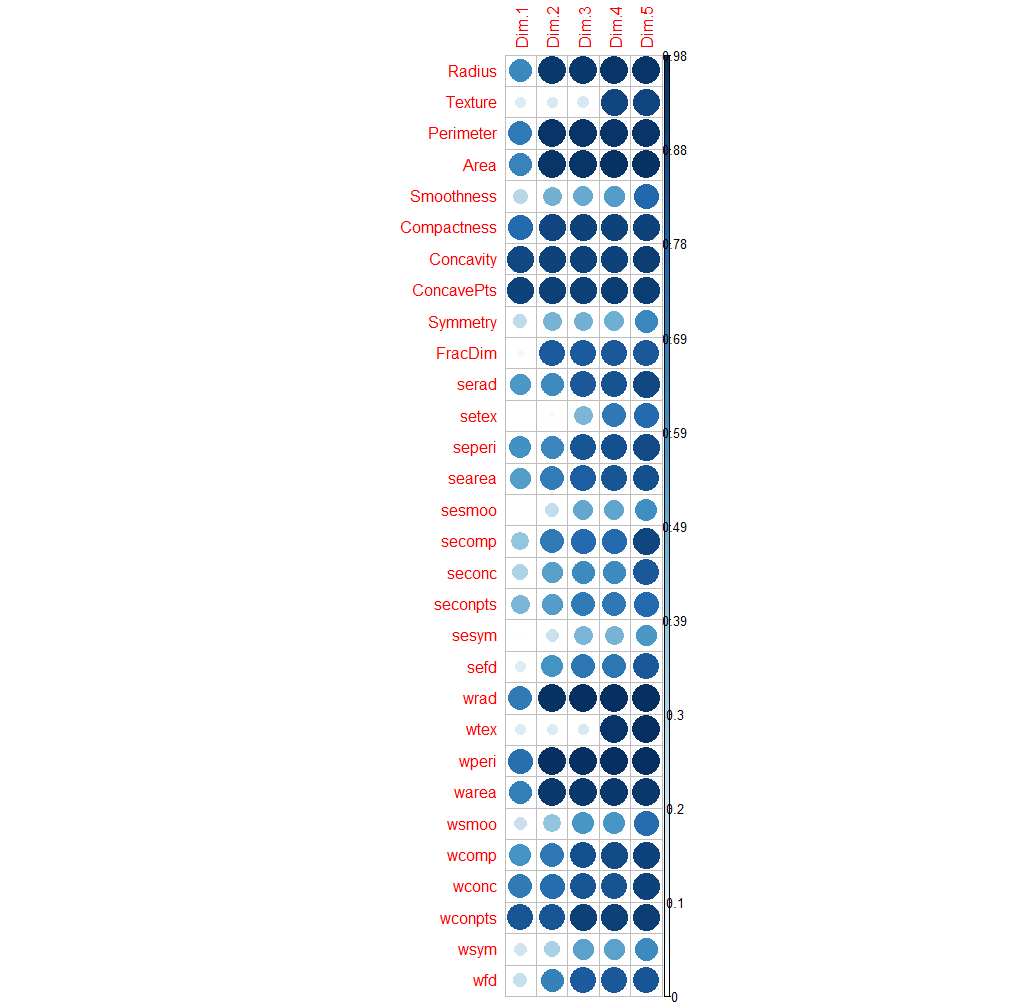 Dim.1 Dim.2 Dim.3 Dim.4 Dim.5
Radius
Texture
Perimeter
Area
Smoothness
Compactness
Concavity
ConcavePts
Symmetry
FracDim
serad
setex
seperi
searea
sesmoo
secomp
seconc
seconpts
sesym
sefd
wrad
wtex
wperi
warea
wsmoo
wcomp
wconc
wconpts
wsym
wfd
0.98
0.88
0.78
0.69
0.59
0.49
0.39
0.3
0.2
0.1
0